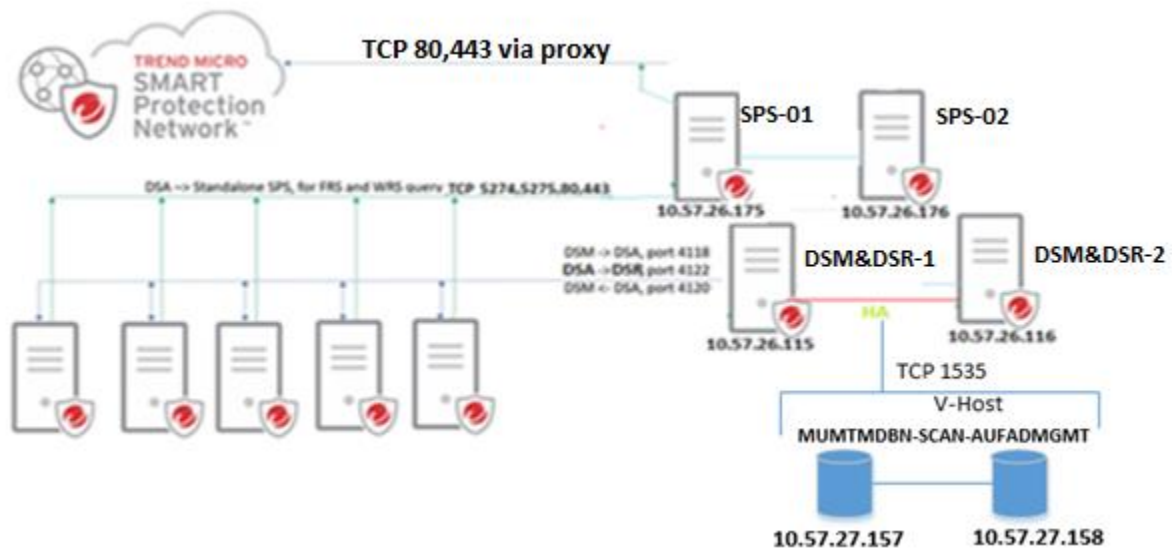 TCP 80,443 via proxy
TREND MICRO
SMART
Protection
Network™
SPS-01
SPS-02
DSA --> Standalone SPS, for FRS and WRS query TCP 5274,5275,80,443
10.57.26.175
10.57.26.176
DSM -> DSA, port 4118
DSA ->DSR, port 4122
DSM <- DSA, port 4120
DSM&DSR-1
DSM&DSR-2
HA
10.57.26.115
10.57.26.116
TCP 1535
V-Host
MUMTMDBN-SCAN-AUFADMGMT
10.57.27.157
10.57.27.158